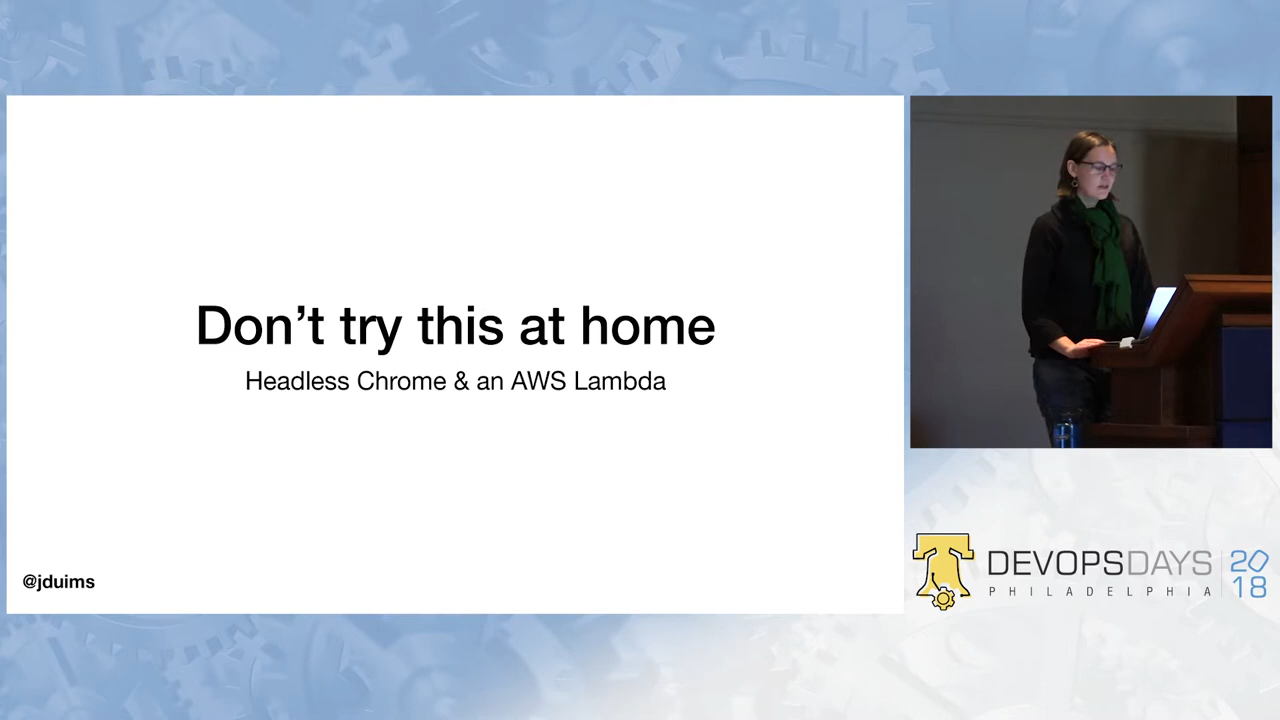 Don’t try this at home
Headless Chrome & an AWS Lambda
@jduims
DEVOPSDAYS
PHILADELPHIA
20
18